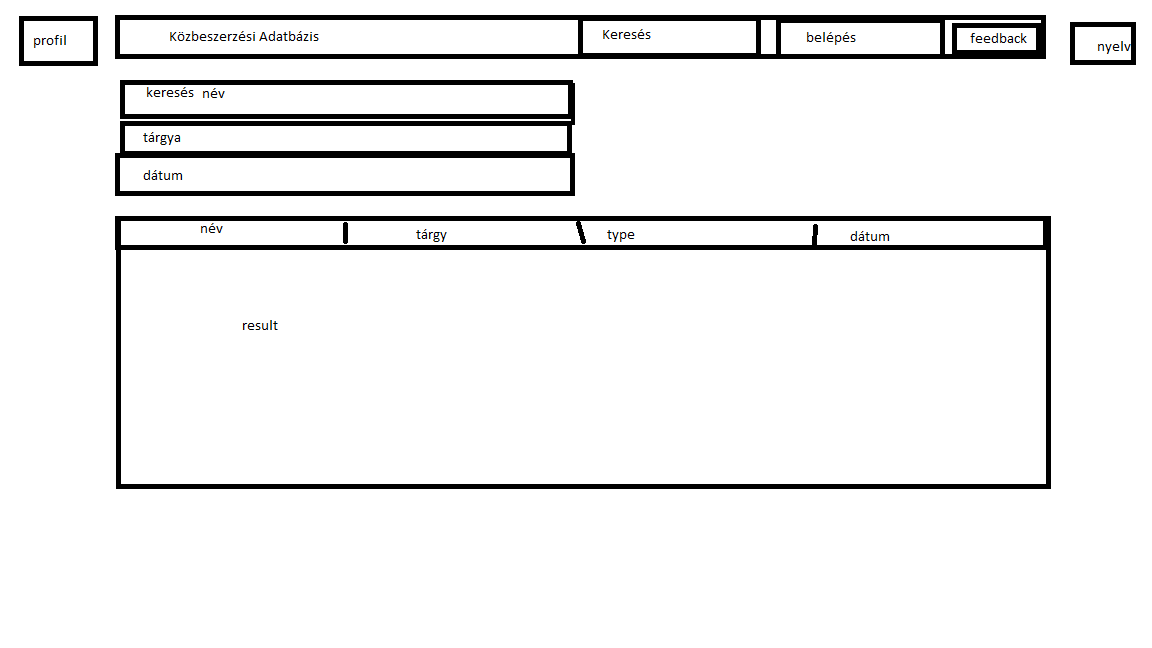 profil
Közbeszerzési Adatbázis
Keresés
belépés
feedback
nyelv
keresés név
tárgya
dátum
név
tárgy
type
dátum
result